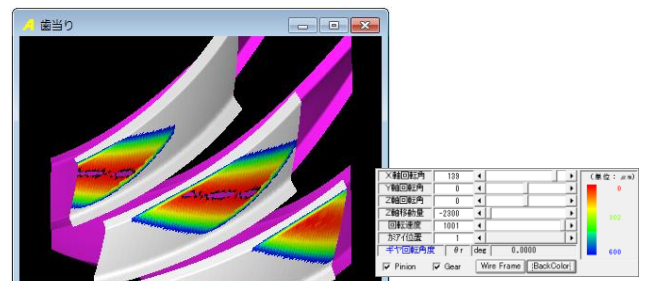 歯当り
X軸回転角 139
Y軸回転角 0
Z軸回転角 0
Z軸移動量 -2300
回転速度 1001
カミアイ位置 1
ギヤ回転角度 θr deg 0.0000
Pinion Gear Wire Frame |BackColor|
(単位: μm)
0
300
600